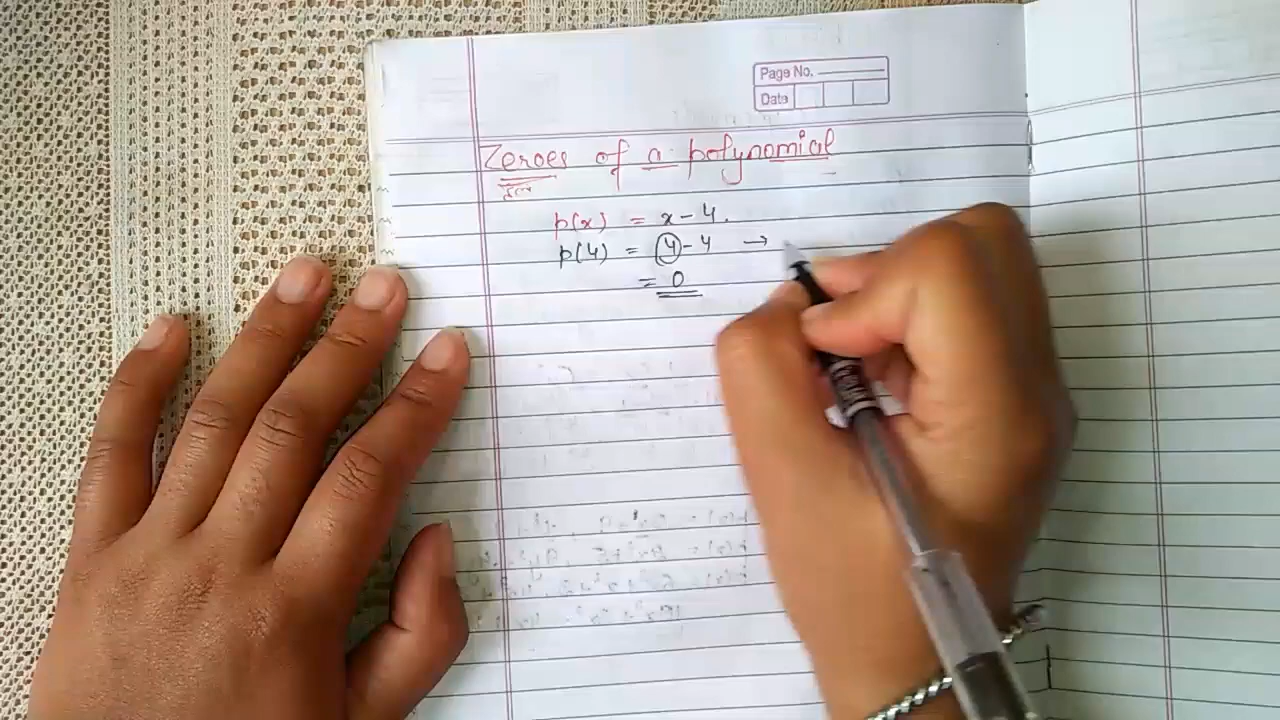 Page No.
Date
Zeroes of a polynomial
p(x) = x - 4.
p(4) = 4 - 4 →
= 0